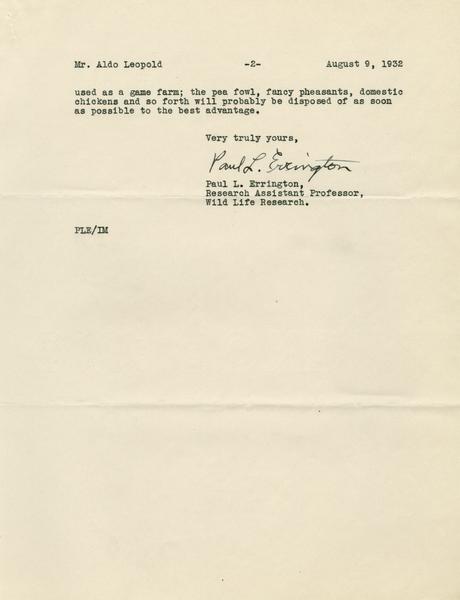 Mr. Aldo Leopold -2- August 9, 1932
used as a game farm; the pea fowl, fancy pheasants, domestic
chickens and so forth will probably be disposed of as soon
as possible to the best advantage.
Very truly yours,
Paul L. Errington
Paul L. Errington,
Research Assistant Professor,
Wild Life Research.
PLE/IM